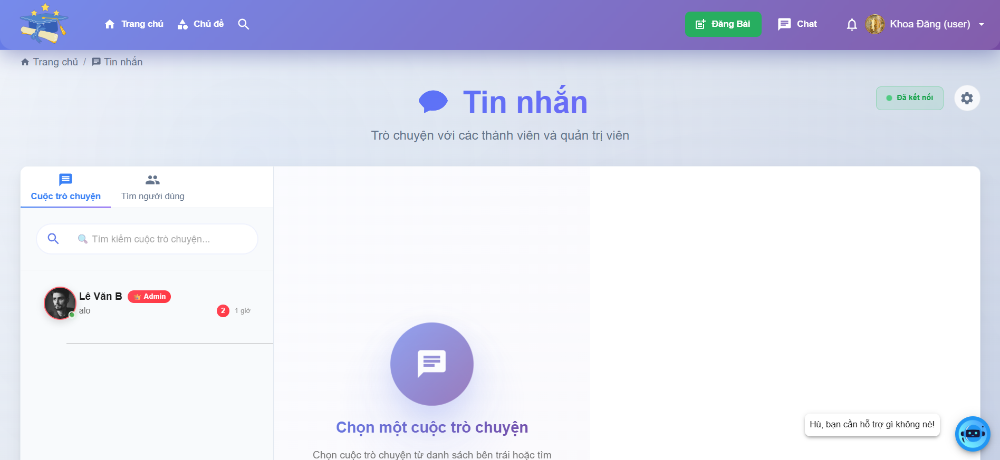 Trang chủ
Chủ đề
Đăng Bài
Chat
Khoa Đăng (user)
Trang chủ / Tin nhắn
Tin nhắn
Đã kết nối
Trò chuyện với các thành viên và quản trị viên
Cuộc trò chuyện
Tìm người dùng
🔍 Tìm kiếm cuộc trò chuyện...
Lê Văn B
👑 Admin
alo
2
1 giờ
Chọn một cuộc trò chuyện
Chọn cuộc trò chuyện từ danh sách bên trái hoặc tìm
Hù, bạn cần hỗ trợ gì không nè!